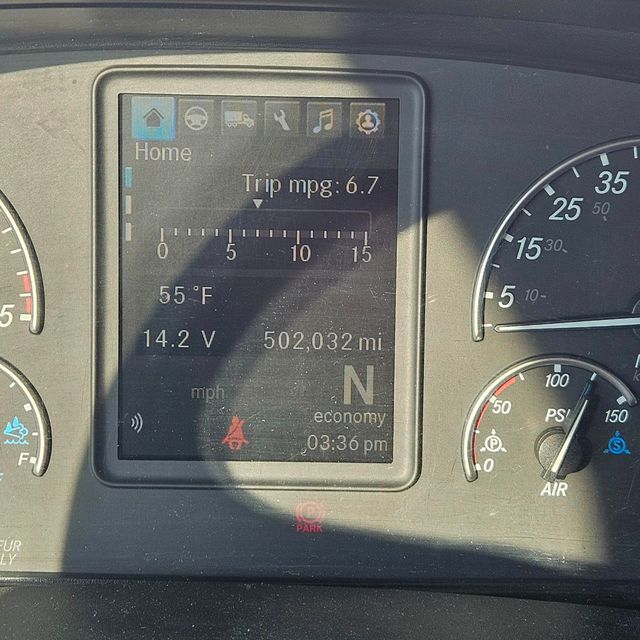 Home
Trip mpg: 6.7
0 5 10 15
55 °F
14.2 V 502,032 mi
mph N
economy
03:36 pm
PARK
5
F
35
25 50
15 30
5 10
100
50 PSI 150
P S
0
AIR